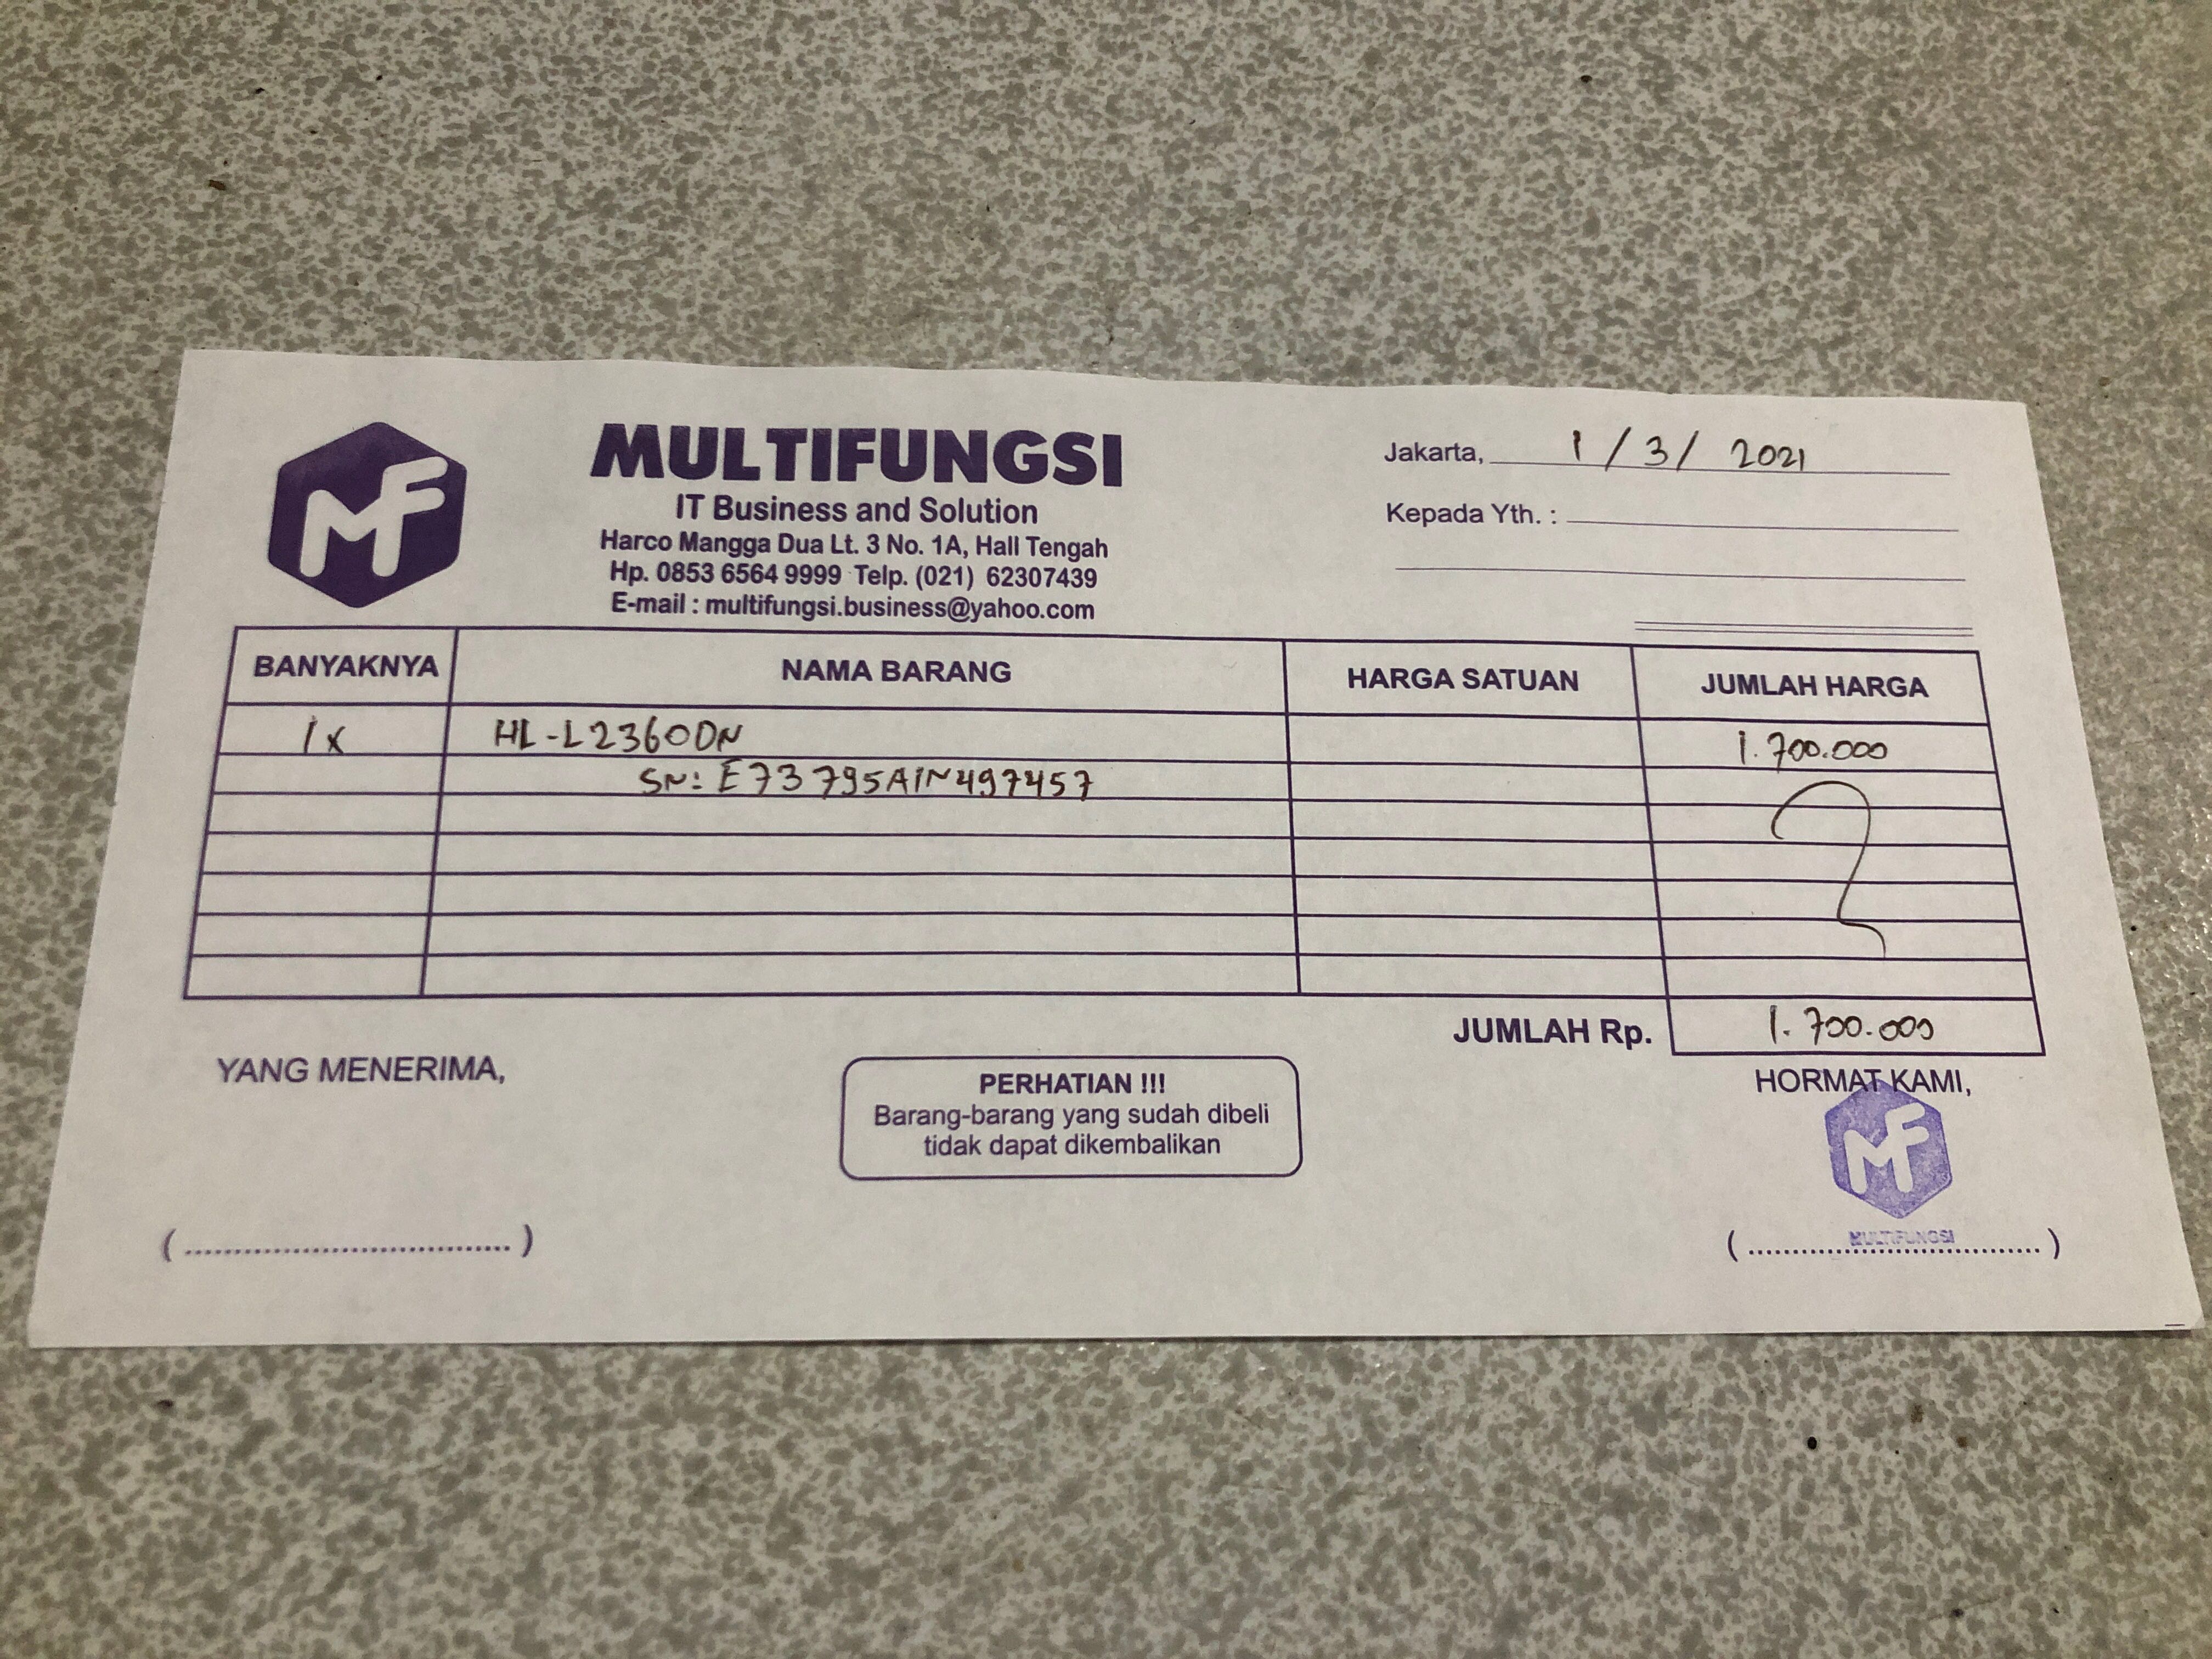 MF
MULTIFUNGSI
IT Business and Solution
Harco Mangga Dua Lt. 3 No. 1A, Hall Tengah
Hp. 0853 6564 9999 Telp. (021) 62307439
E-mail : multifungsi.business@yahoo.com
Jakarta, 1 / 3 / 2021
Kepada Yth. :
BANYAKNYA NAMA BARANG HARGA SATUAN JUMLAH HARGA
1x HL-L2360DN 1.700.000
SN: E73795A1N497457
JUMLAH Rp. 1.700.000
YANG MENERIMA,
PERHATIAN !!!
Barang-barang yang sudah dibeli
tidak dapat dikembalikan
HORMAT KAMI,
MF
MULTIFUNGSI